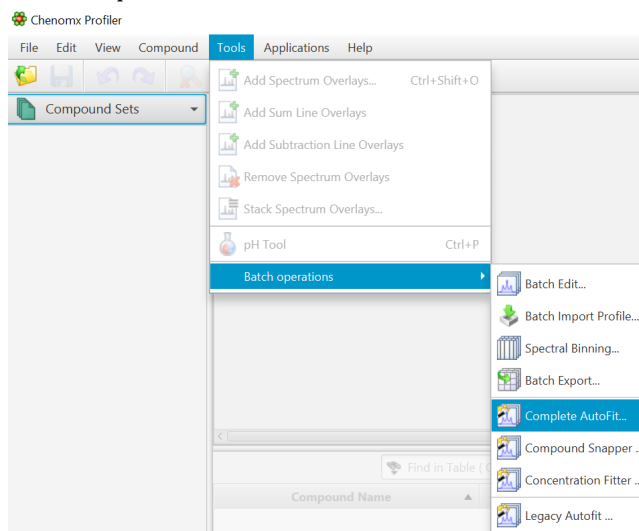 Chenomx Profiler
File Edit View Compound Tools Applications Help
Add Spectrum Overlays... Ctrl+Shift+O
Compound Sets
Add Sum Line Overlays
Add Subtraction Line Overlays
Remove Spectrum Overlays
Stack Spectrum Overlays...
pH Tool Ctrl+P
Batch operations
Batch Edit...
Batch Import Profile...
Spectral Binning...
Batch Export...
Complete AutoFit...
Compound Snapper ..
Find in Table (
Concentration Fitter ..
Compound Name
Legacy Autofit ...